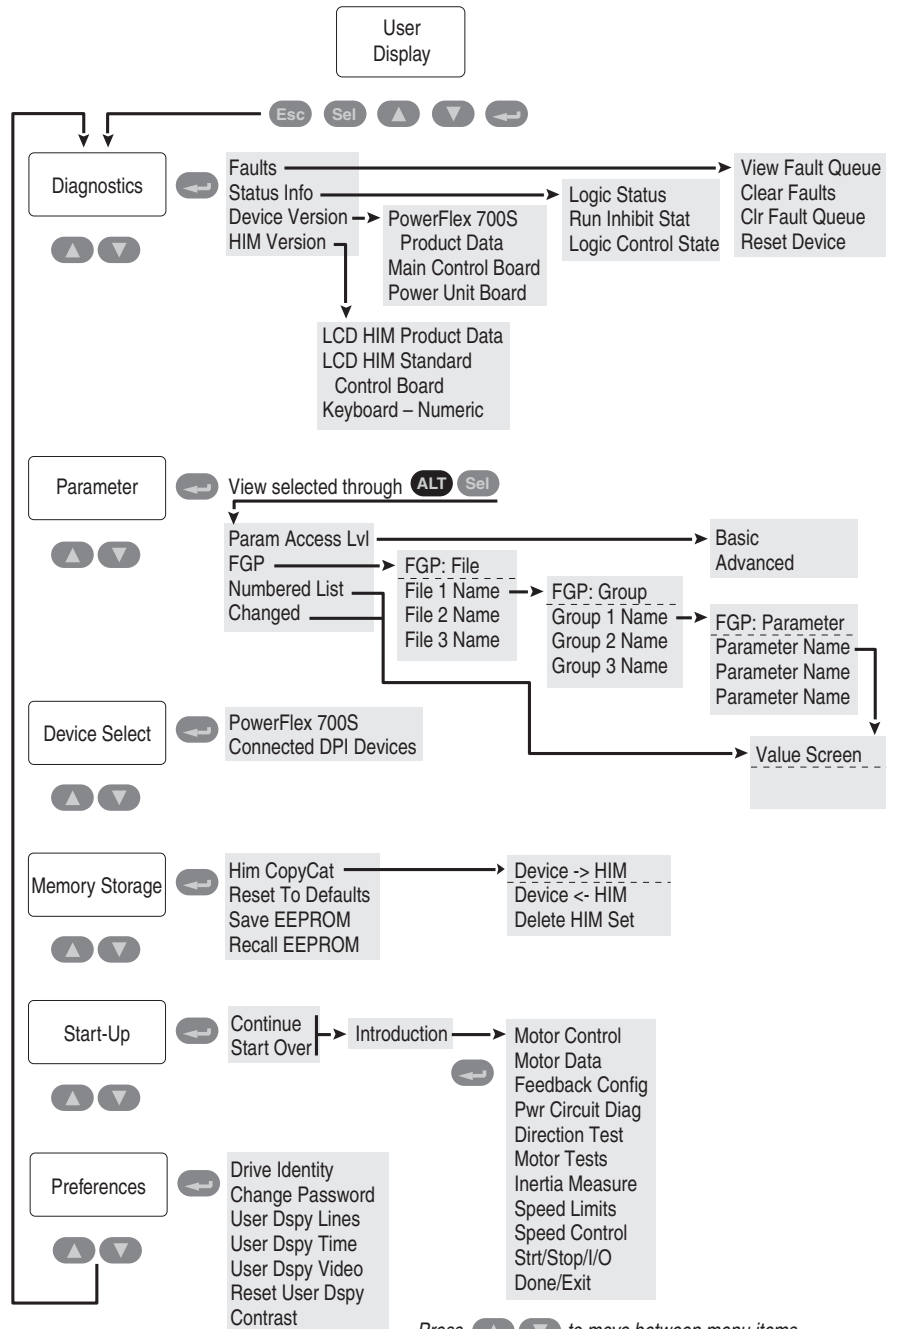 User
Display
Esc Sel
Diagnostics
Faults
Status Info
Device Version
HIM Version
PowerFlex 700S
Product Data
Main Control Board
Power Unit Board
Logic Status
Run Inhibit Stat
Logic Control State
View Fault Queue
Clear Faults
Clr Fault Queue
Reset Device
LCD HIM Product Data
LCD HIM Standard
Control Board
Keyboard – Numeric
Parameter
View selected through ALT Sel
Param Access Lvl
FGP
Numbered List
Changed
Basic
Advanced
FGP: File
File 1 Name
File 2 Name
File 3 Name
FGP: Group
Group 1 Name
Group 2 Name
Group 3 Name
FGP: Parameter
Parameter Name
Parameter Name
Parameter Name
Value Screen
Device Select
PowerFlex 700S
Connected DPI Devices
Memory Storage
Him CopyCat
Reset To Defaults
Save EEPROM
Recall EEPROM
Device -> HIM
Device <- HIM
Delete HIM Set
Start-Up
Continue
Start Over
Introduction
Motor Control
Motor Data
Feedback Config
Pwr Circuit Diag
Direction Test
Motor Tests
Inertia Measure
Speed Limits
Speed Control
Strt/Stop/I/O
Done/Exit
Preferences
Drive Identity
Change Password
User Dspy Lines
User Dspy Time
User Dspy Video
Reset User Dspy
Contrast
Press to move between menu items